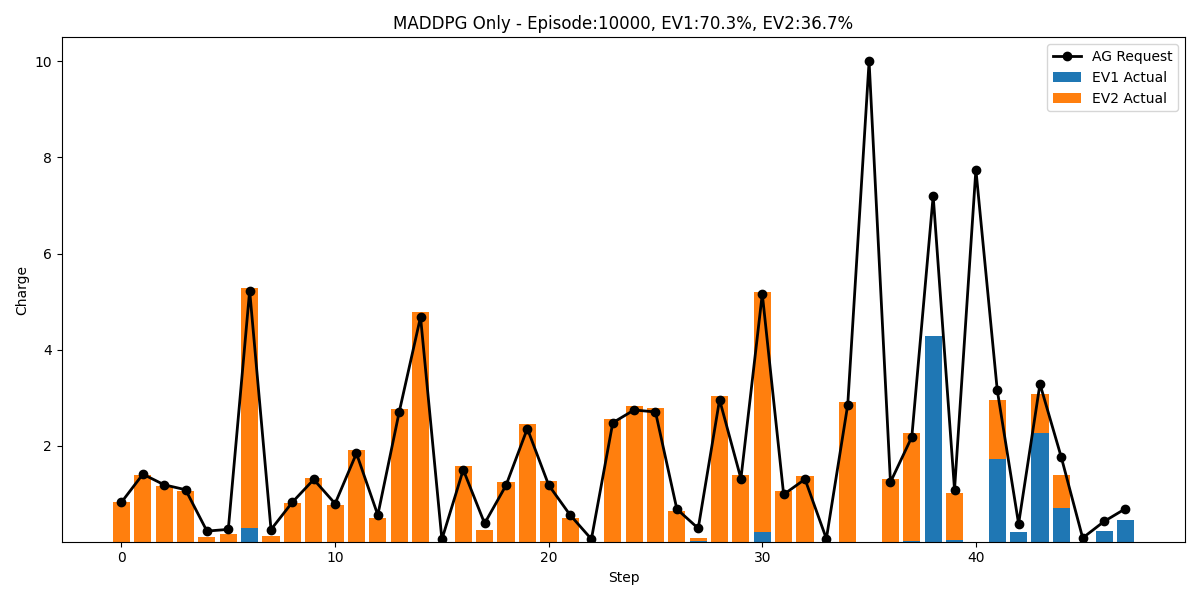 MADDPG Only - Episode:10000, EV1:70.3%, EV2:36.7%
AG Request
EV1 Actual
EV2 Actual
Charge
10
8
6
4
2
0 10 20 30 40
Step